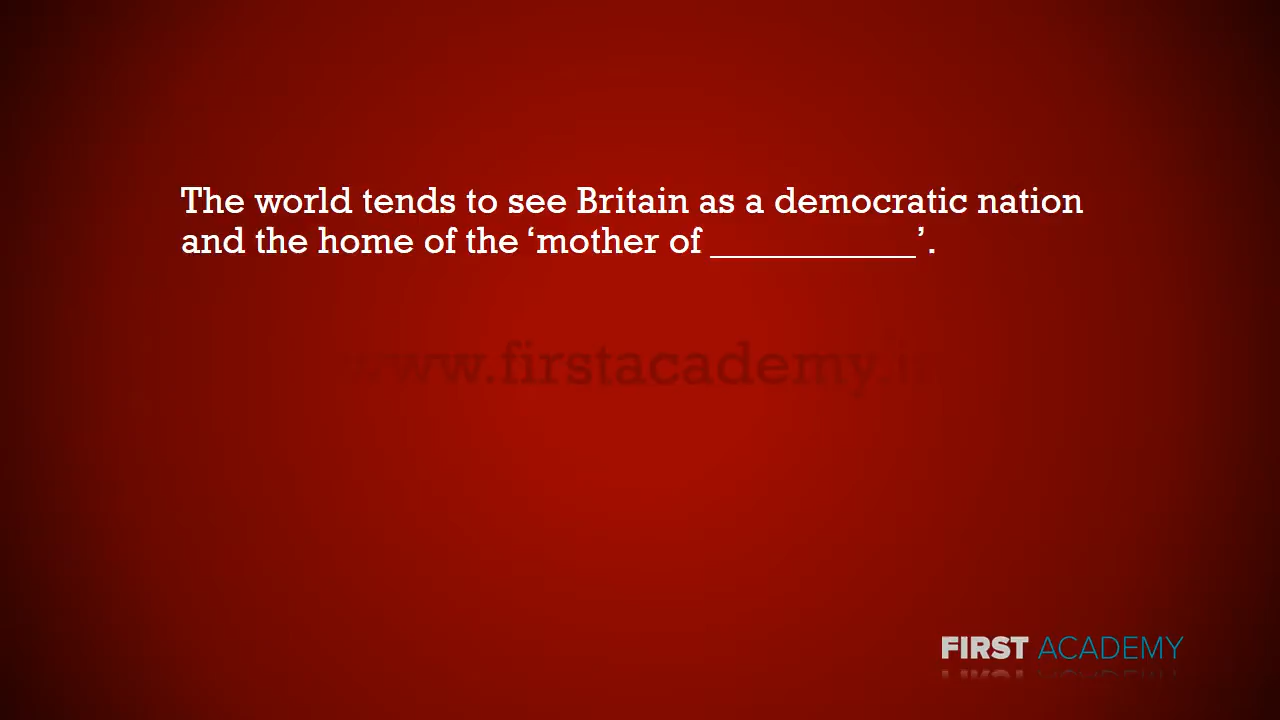 The world tends to see Britain as a democratic nation
and the home of the ‘mother of ____________’.
www.firstacademy.in
FIRST ACADEMY